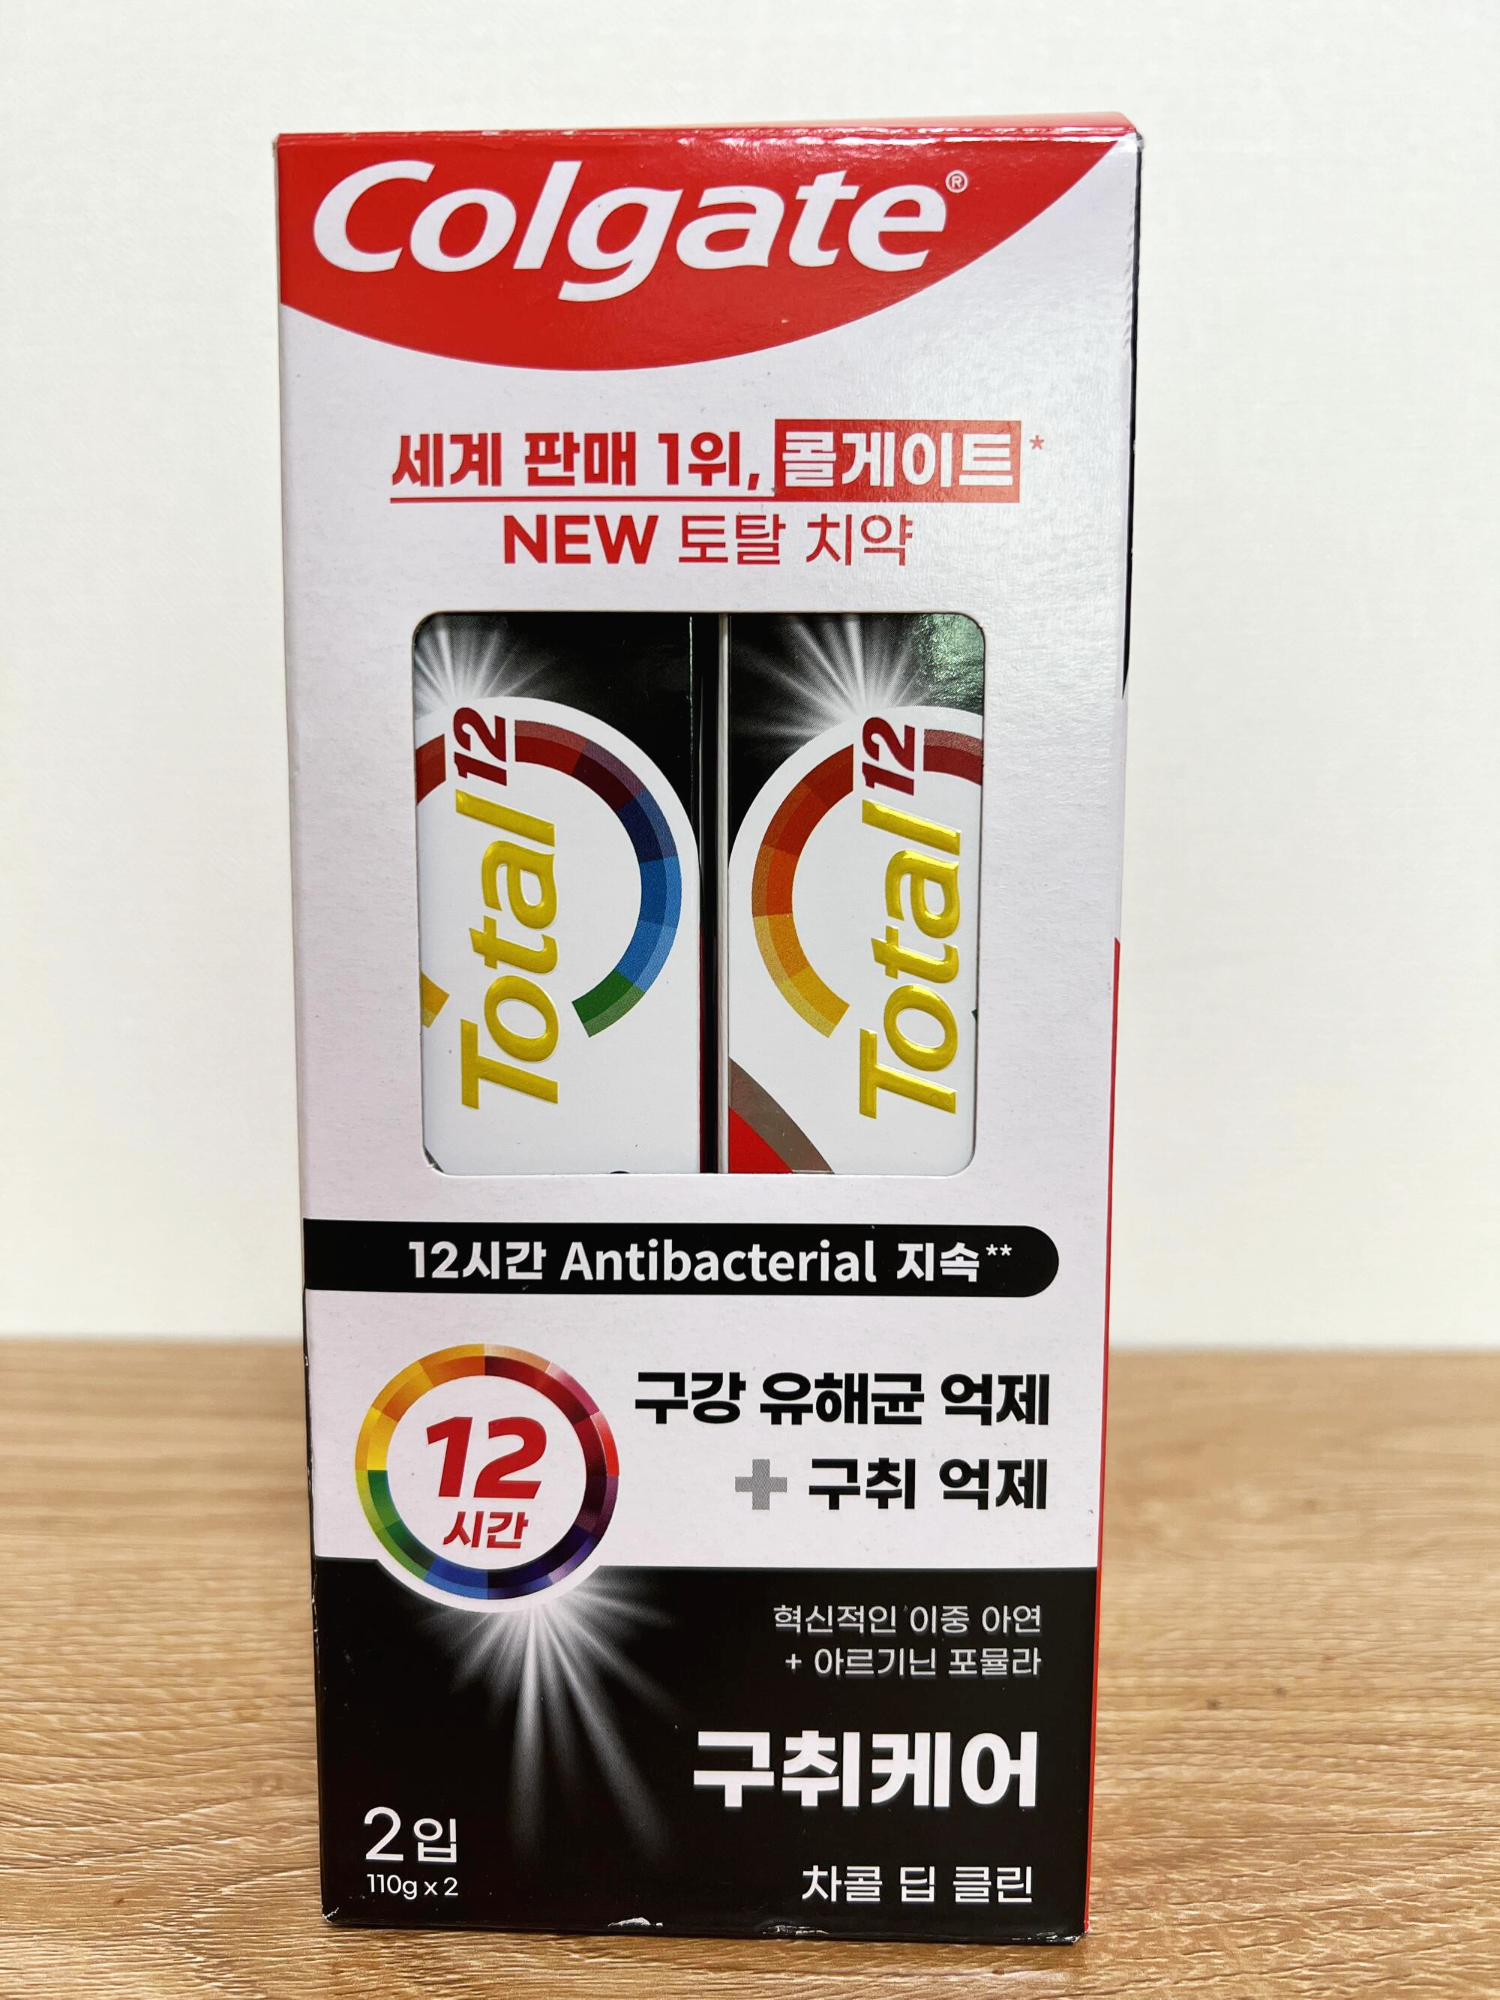 Colgate®
세계 판매 1위, 콜게이트*
NEW 토탈 치약
Total 12
Total 12
12시간 Antibacterial 지속**
12
시간
구강 유해균 억제
+ 구취 억제
혁신적인 이중 아연
+ 아르기닌 포뮬라
구취케어
2입
110g x 2
차콜 딥 클린